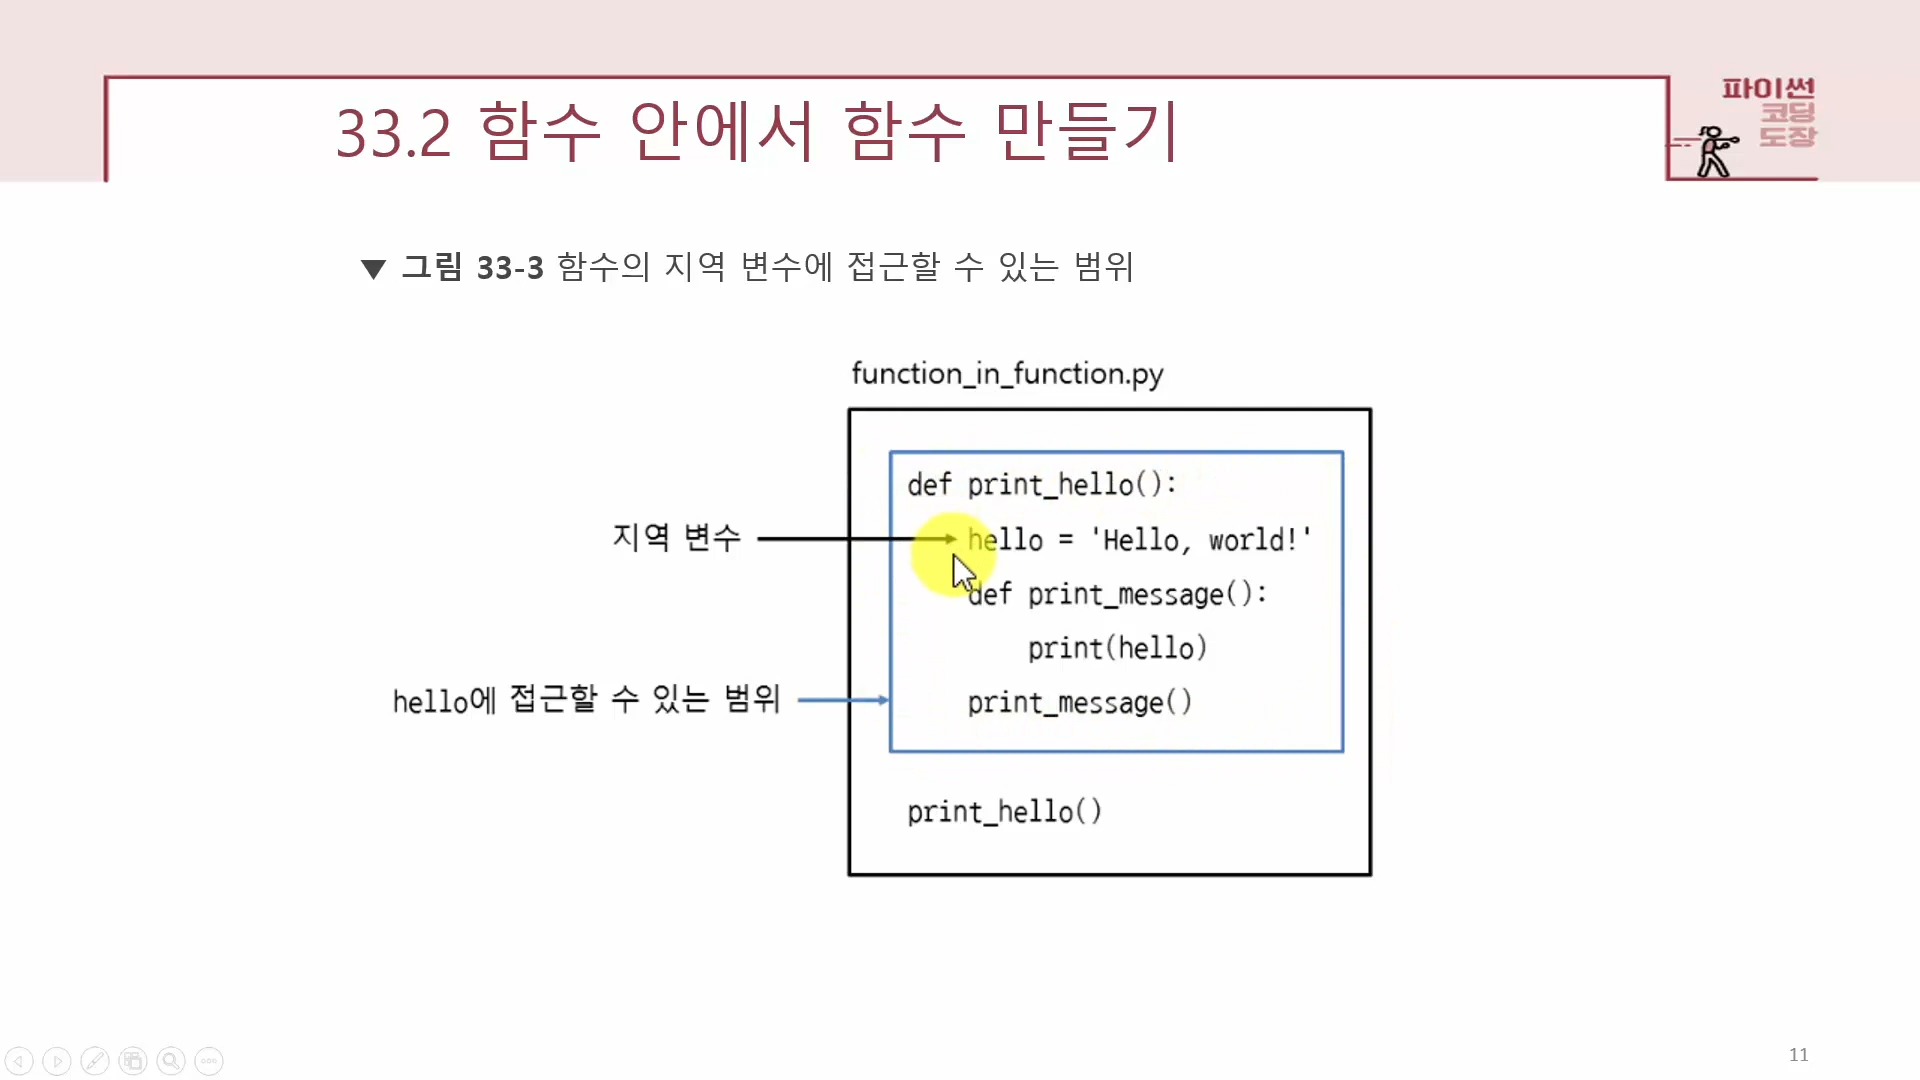 파이썬
코딩
도장
33.2 함수 안에서 함수 만들기
▼ 그림 33-3 함수의 지역 변수에 접근할 수 있는 범위
function_in_function.py
def print_hello():
지역 변수
hello = 'Hello, world!'
def print_message():
print(hello)
hello에 접근할 수 있는 범위
print_message()
print_hello()
11